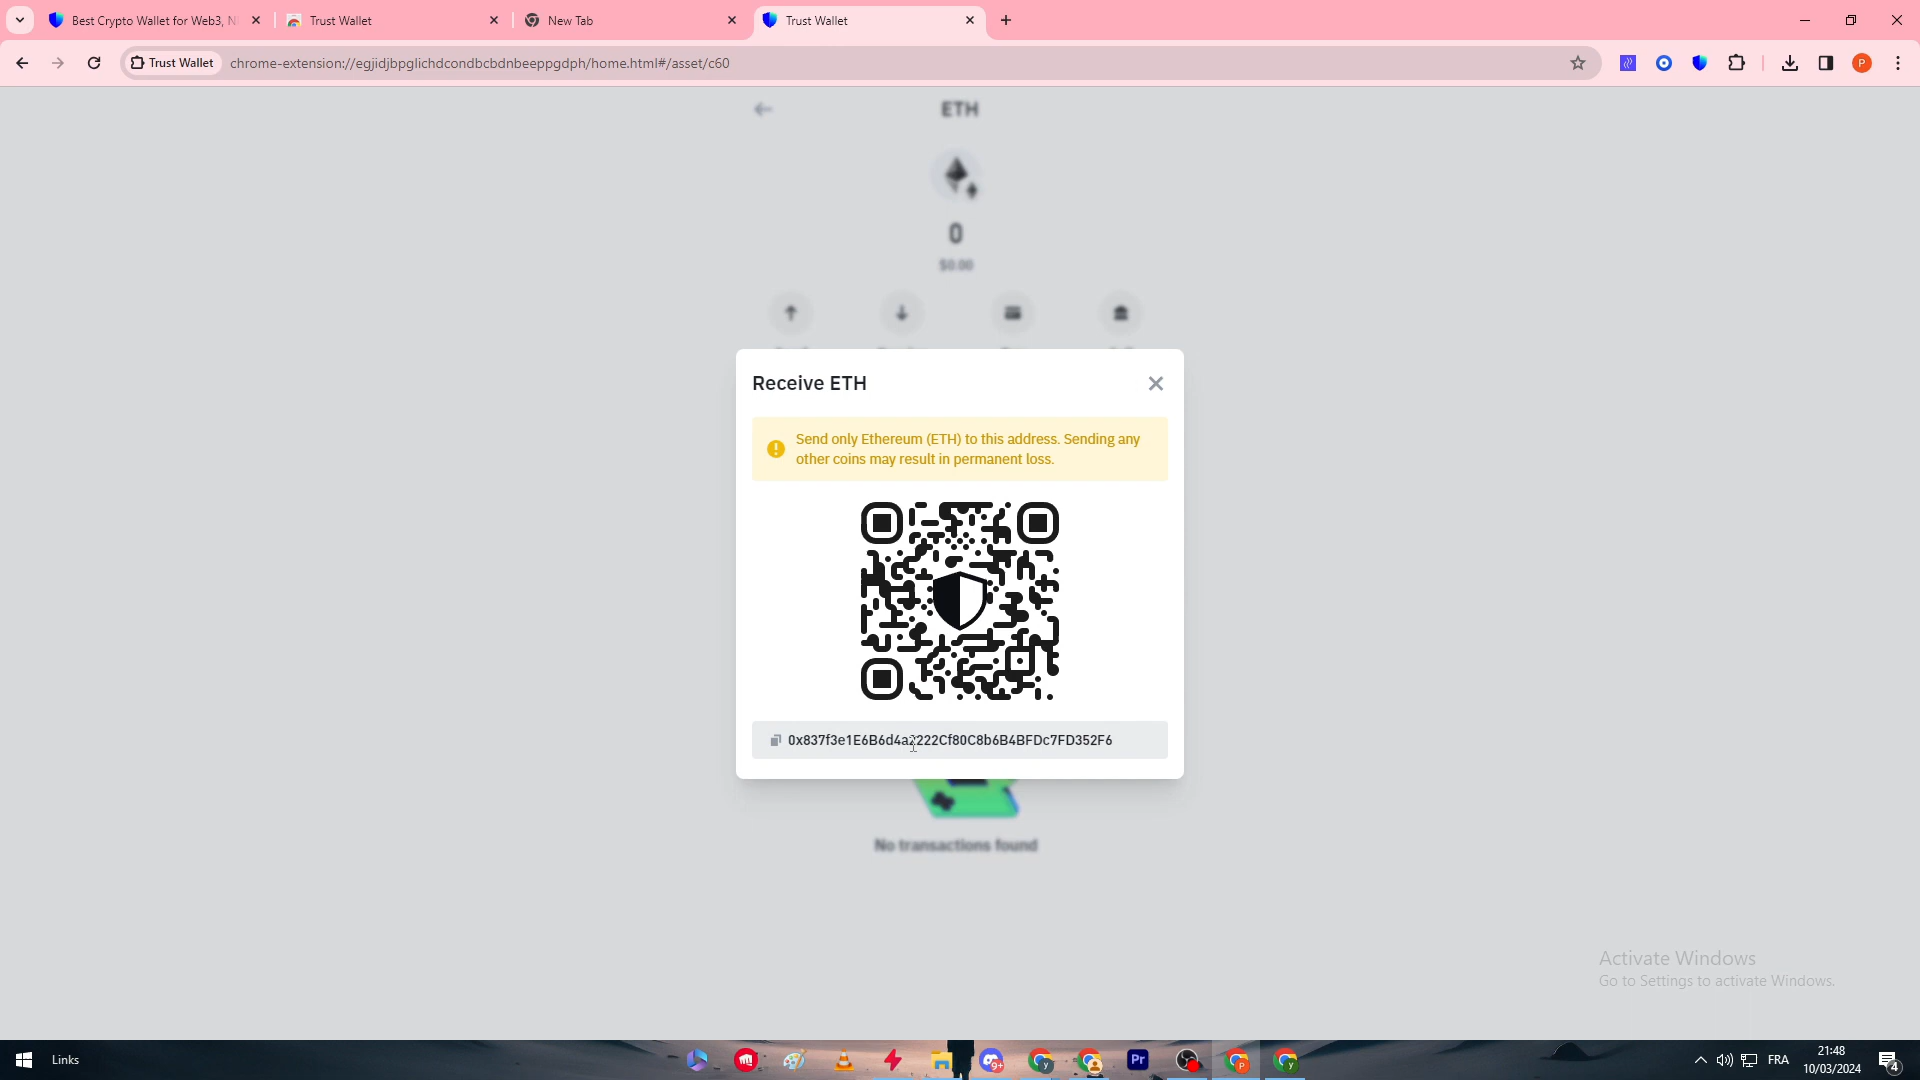 Best Crypto Wallet for Web3, N
Trust Wallet
New Tab
Trust Wallet
Trust Wallet
chrome-extension://egjidjbpglichdcondbcbdnbeeppgdph/home.html#/asset/c60
P
ETH
0
$0.00
Receive ETH
Send only Ethereum (ETH) to this address. Sending any
other coins may result in permanent loss.
No transactions found
Activate Windows
Go to Settings to activate Windows.
Links
9+
Pr
FRA
21:48
10/03/2024
4